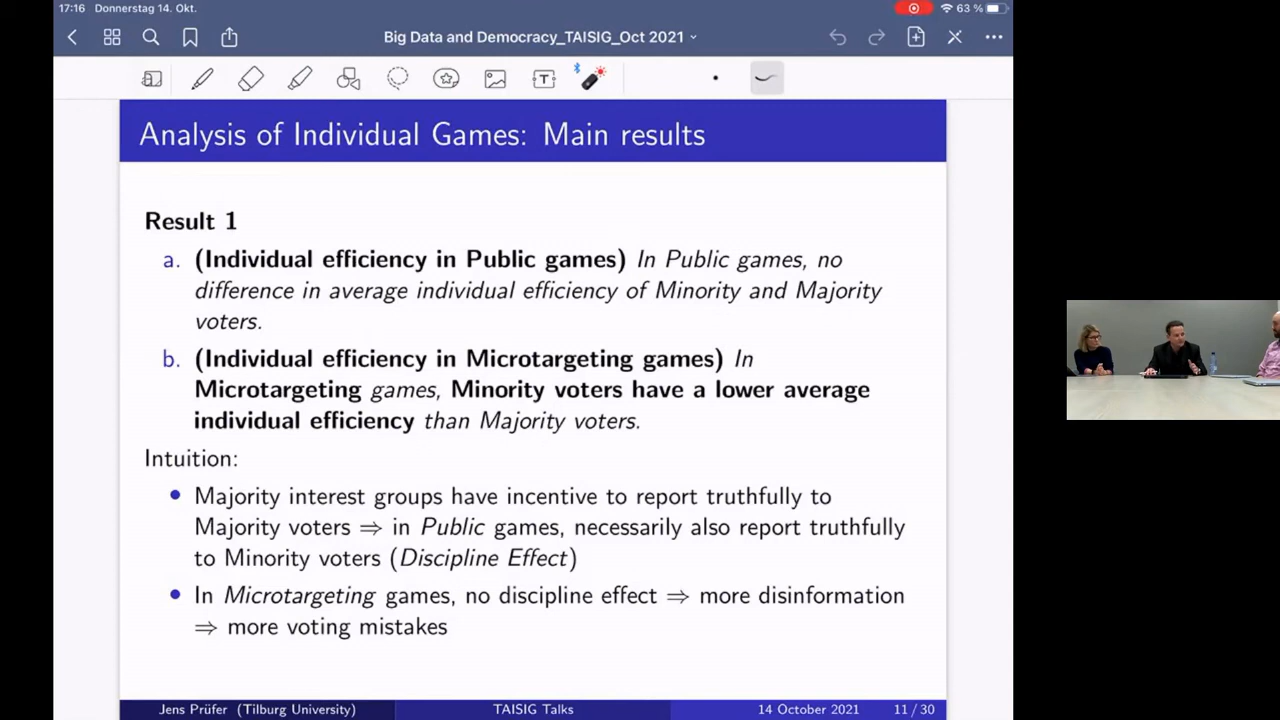 17:16 Donnerstag 14. Okt.
63 %
Big Data and Democracy_TAISIG_Oct 2021
T
Analysis of Individual Games: Main results
Result 1
a. (Individual efficiency in Public games) In Public games, no
difference in average individual efficiency of Minority and Majority
voters.
b. (Individual efficiency in Microtargeting games) In
Microtargeting games, Minority voters have a lower average
individual efficiency than Majority voters.
Intuition:
• Majority interest groups have incentive to report truthfully to
Majority voters ⇒ in Public games, necessarily also report truthfully
to Minority voters (Discipline Effect)
• In Microtargeting games, no discipline effect ⇒ more disinformation
⇒ more voting mistakes
Jens Prüfer (Tilburg University) TAISIG Talks 14 October 2021 11 / 30